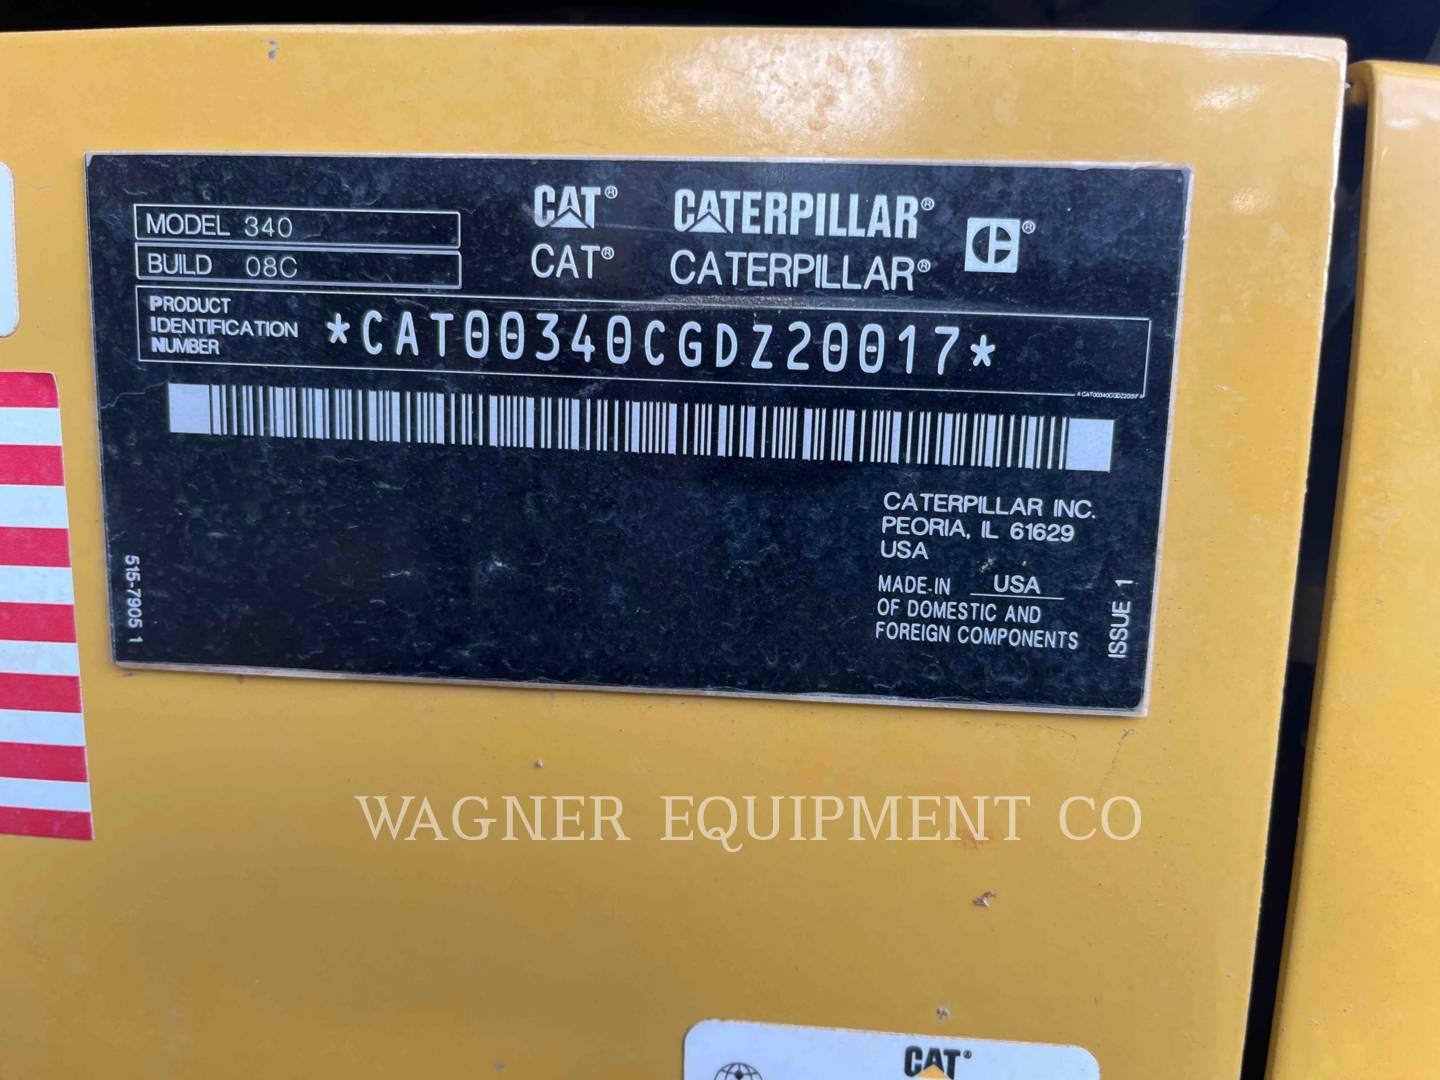 CAT® CATERPILLAR® ®
CAT® CATERPILLAR®
MODEL 340
BUILD 08C
PRODUCT
IDENTIFICATION
NUMBER
*CAT00340CGDZ20017*
*CAT00340CGDZ20017*
CATERPILLAR INC.
PEORIA, IL 61629
USA
MADE-IN USA
OF DOMESTIC AND
FOREIGN COMPONENTS
515-7905 1
ISSUE 1
WAGNER EQUIPMENT CO
CAT®